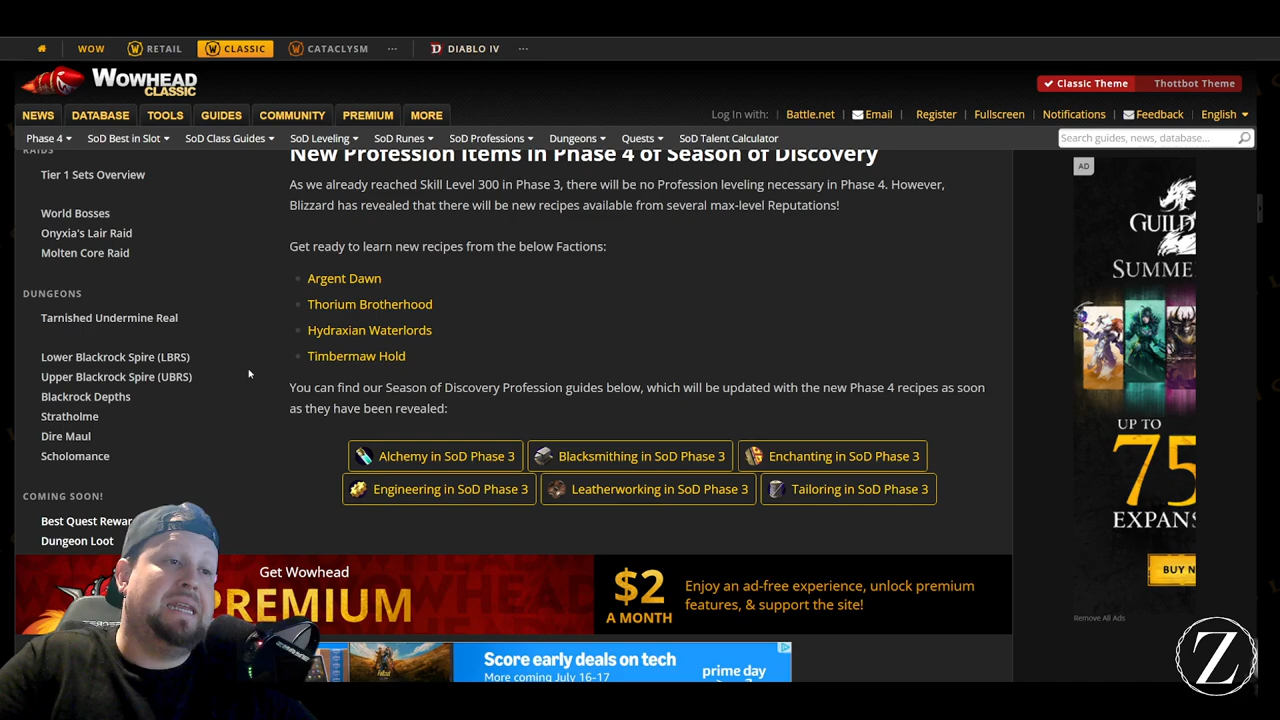 WOW RETAIL CLASSIC CATACLYSM ... DIABLO IV ...
WOWHEAD
CLASSIC
Classic Theme Thottbot Theme
NEWS DATABASE TOOLS GUIDES COMMUNITY PREMIUM MORE
Log In with: Battle.net Email Register Fullscreen Notifications Feedback English
Phase 4 SoD Best in Slot SoD Class Guides SoD Leveling SoD Runes SoD Professions Dungeons Quests SoD Talent Calculator
Search guides, news, database...
RAIDS
Tier 1 Sets Overview
World Bosses
Onyxia's Lair Raid
Molten Core Raid
DUNGEONS
Tarnished Undermine Real
Lower Blackrock Spire (LBRS)
Upper Blackrock Spire (UBRS)
Blackrock Depths
Stratholme
Dire Maul
Scholomance
COMING SOON!
Best Quest Rewar
Dungeon Loot
New Profession Items in Phase 4 of Season of Discovery
As we already reached Skill Level 300 in Phase 3, there will be no Profession leveling necessary in Phase 4. However,
Blizzard has revealed that there will be new recipes available from several max-level Reputations!
Get ready to learn new recipes from the below Factions:
Argent Dawn
Thorium Brotherhood
Hydraxian Waterlords
Timbermaw Hold
You can find our Season of Discovery Profession guides below, which will be updated with the new Phase 4 recipes as soon
as they have been revealed:
Alchemy in SoD Phase 3 Blacksmithing in SoD Phase 3 Enchanting in SoD Phase 3
Engineering in SoD Phase 3 Leatherworking in SoD Phase 3 Tailoring in SoD Phase 3
Get Wowhead
PREMIUM
$2
A MONTH
Enjoy an ad-free experience, unlock premium
features, & support the site!
Score early deals on tech
More coming July 16-17
prime day
AD
GUIL
SUMME
UP TO
75
EXPANS
BUY N
Remove All Ads
Z